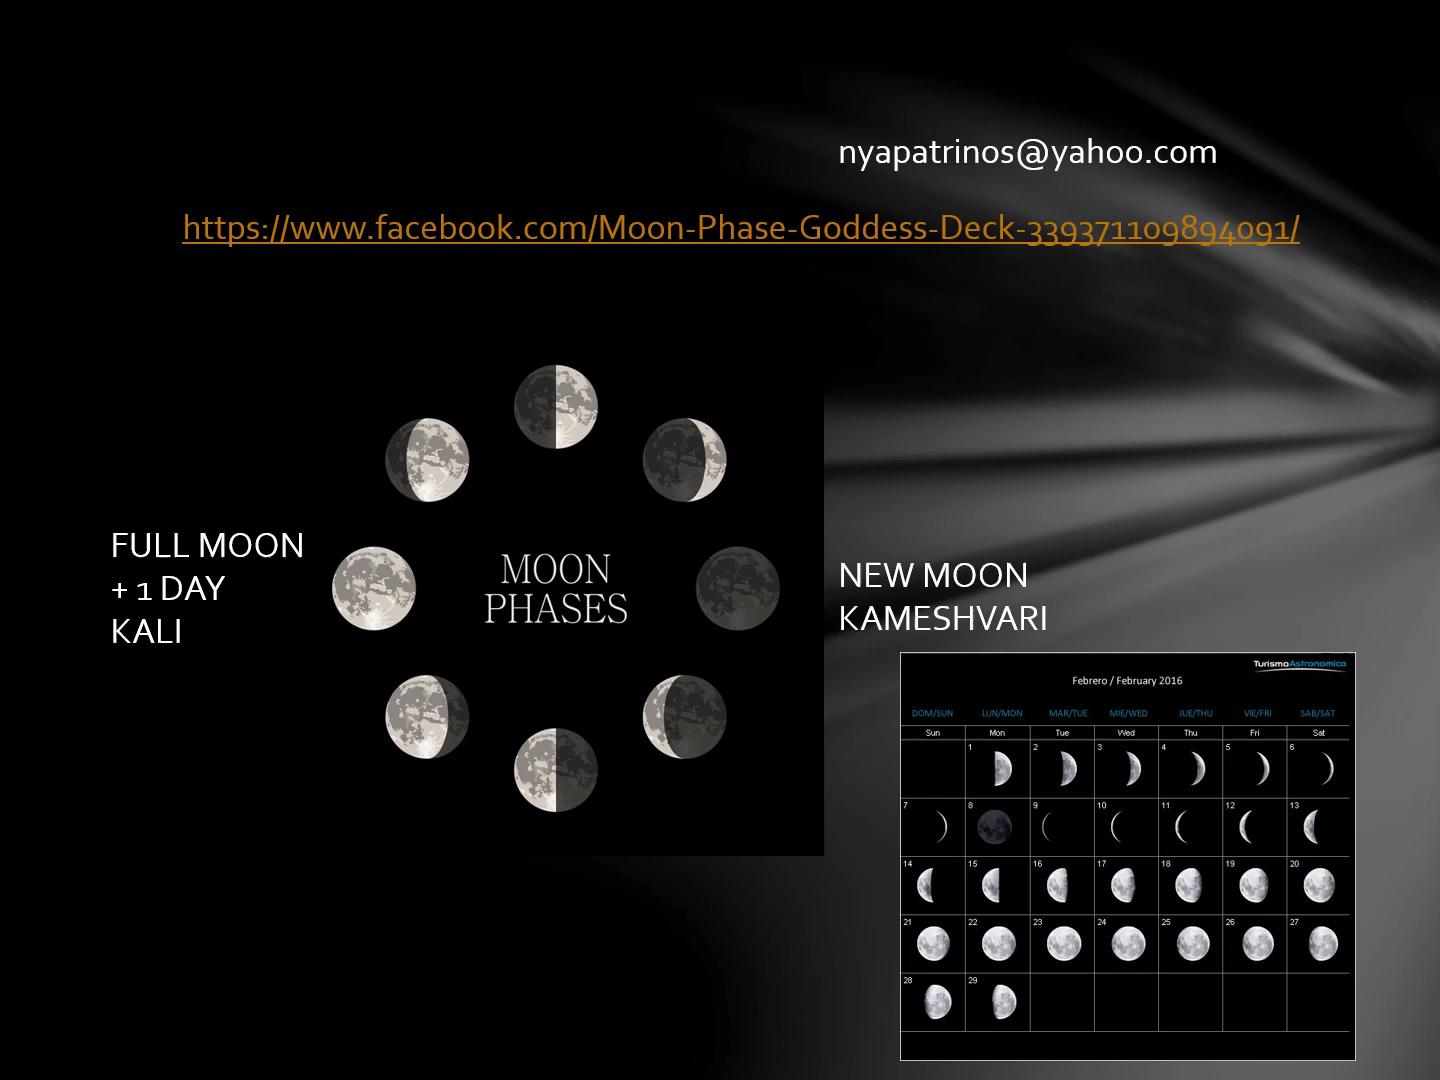 nyapatrinos@yahoo.com
https://www.facebook.com/Moon-Phase-Goddess-Deck-339371109894091/
FULL MOON
+ 1 DAY
KALI
MOON
PHASES
NEW MOON
KAMESHVARI
TurismoAstronomico
Febrero / February 2016
DOM/SUN LUN/MON MAR/TUE MIE/WED JUE/THU VIE/FRI SAB/SAT
Sun Mon Tue Wed Thu Fri Sat
1 2 3 4 5 6
7 8 9 10 11 12 13
14 15 16 17 18 19 20
21 22 23 24 25 26 27
28 29